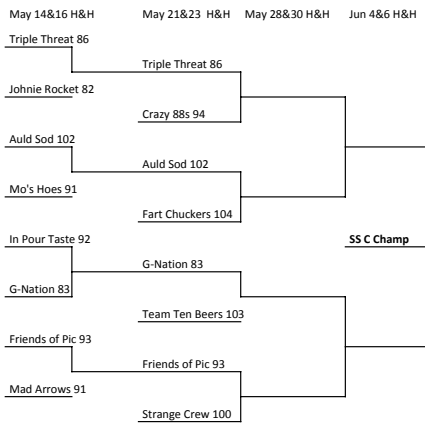 May 14&16 H&H May 21&23 H&H May 28&30 H&H Jun 4&6 H&H
Triple Threat 86
Triple Threat 86
Johnie Rocket 82
Crazy 88s 94
Auld Sod 102
Auld Sod 102
Mo's Hoes 91
Fart Chuckers 104
In Pour Taste 92
SS C Champ
G-Nation 83
G-Nation 83
Team Ten Beers 103
Friends of Pic 93
Friends of Pic 93
Mad Arrows 91
Strange Crew 100